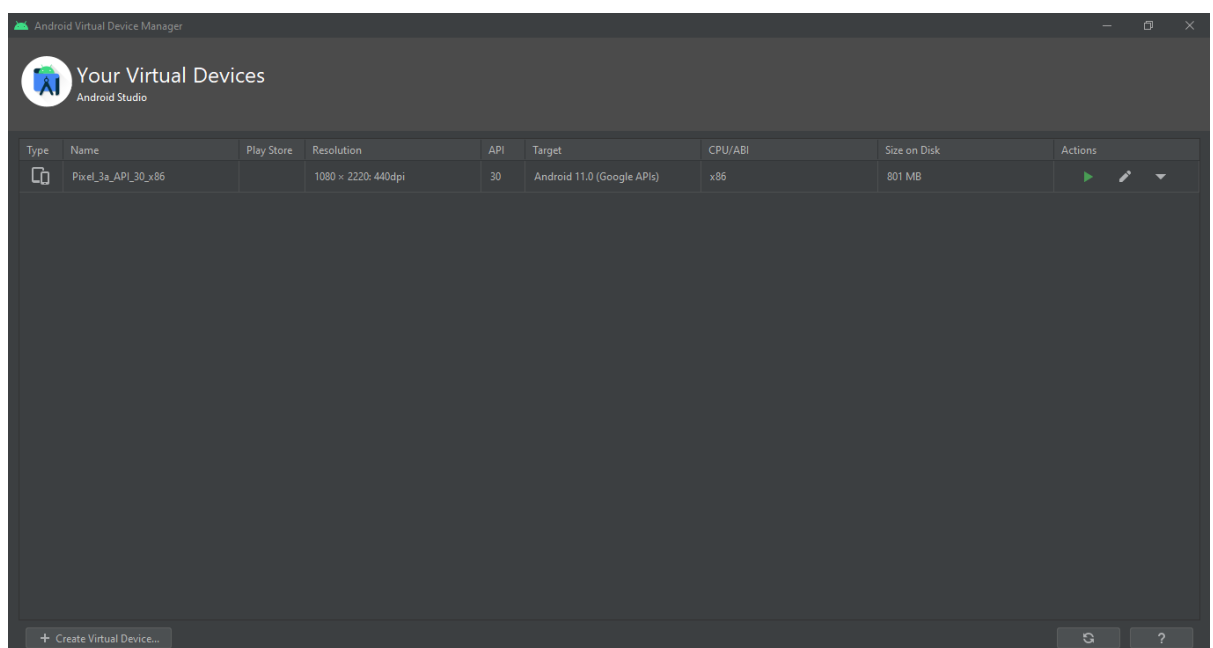 Android Virtual Device Manager
Your Virtual Devices
Android Studio
Type Name Play Store Resolution API Target CPU/ABI Size on Disk Actions
Pixel_3a_API_30_x86 1080 × 2220: 440dpi 30 Android 11.0 (Google APIs) x86 801 MB
+ Create Virtual Device... ?